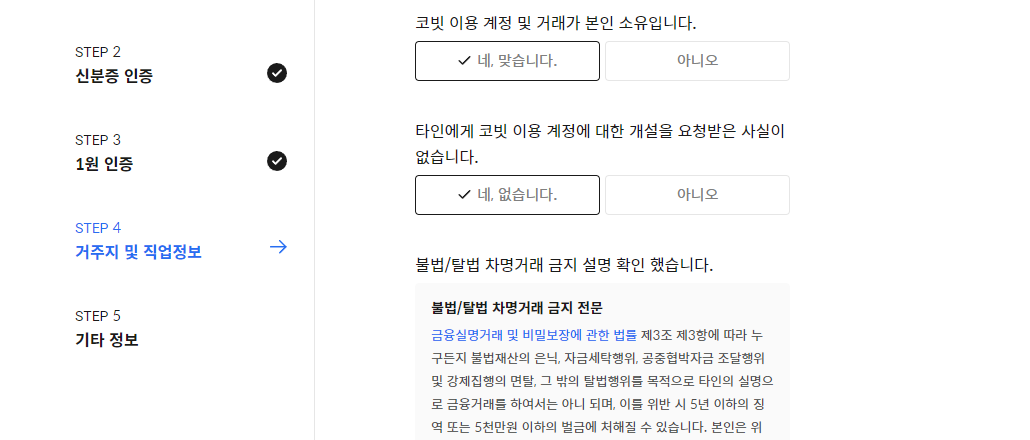 STEP 2
신분증 인증
STEP 3
1원 인증
STEP 4
거주지 및 직업정보
STEP 5
기타 정보
코빗 이용 계정 및 거래가 본인 소유입니다.
네, 맞습니다.
아니오
타인에게 코빗 이용 계정에 대한 개설을 요청받은 사실이
없습니다.
네, 없습니다.
아니오
불법/탈법 차명거래 금지 설명 확인 했습니다.
불법/탈법 차명거래 금지 전문
금융실명거래 및 비밀보장에 관한 법률 제3조 제3항에 따라 누
구든지 불법재산의 은닉, 자금세탁행위, 공중협박자금 조달행위
및 강제집행의 면탈, 그 밖의 탈법행위를 목적으로 타인의 실명으
로 금융거래를 하여서는 아니 되며, 이를 위반 시 5년 이하의 징
역 또는 5천만원 이하의 벌금에 처해질 수 있습니다. 본인은 위